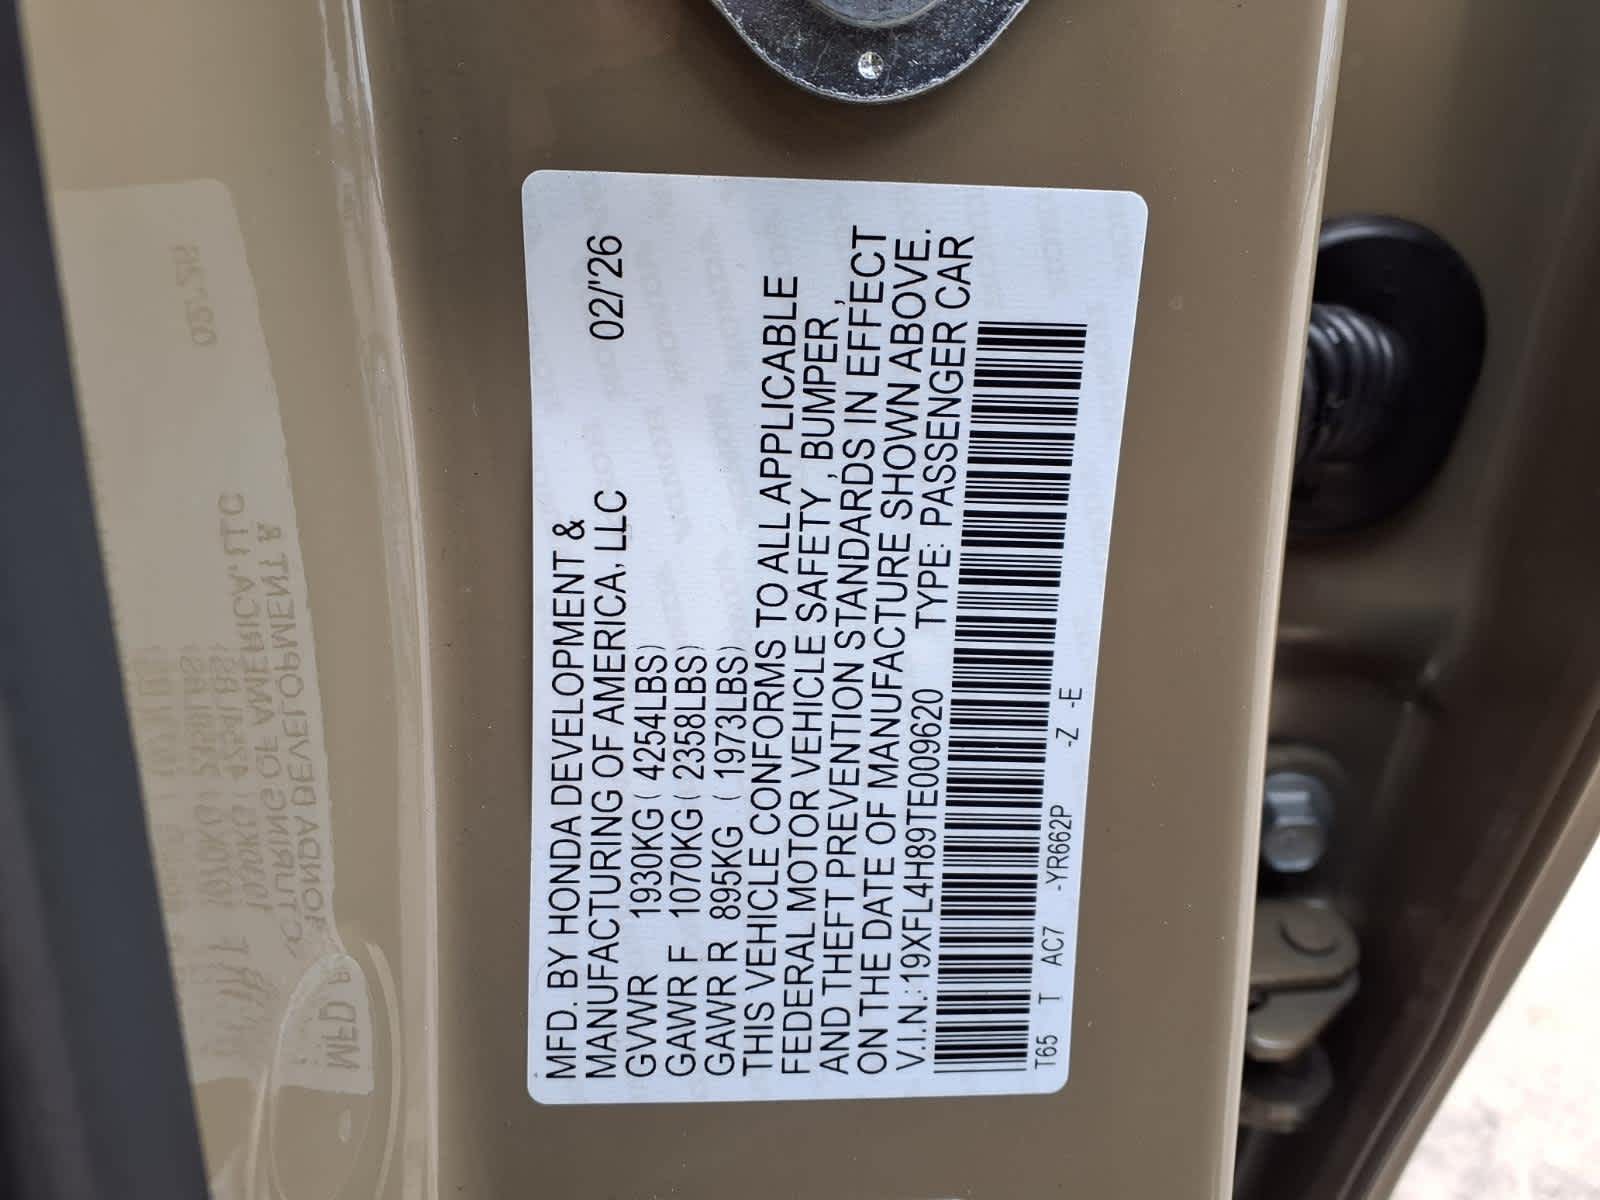 MFD. BY HONDA DEVELOPMENT &
MANUFACTURING OF AMERICA, LLC 02/'26
GVWR 1930KG ( 4254LBS)
GAWR F 1070KG ( 2358LBS)
GAWR R 895KG ( 1973LBS)
THIS VEHICLE CONFORMS TO ALL APPLICABLE
FEDERAL MOTOR VEHICLE SAFETY , BUMPER ,
AND THEFT PREVENTION STANDARDS IN EFFECT
ON THE DATE OF MANUFACTURE SHOWN ABOVE.
V.I.N.: 19XFL4H89TE009620 TYPE: PASSENGER CAR
T65 T AC7 -YR662P -Z -E